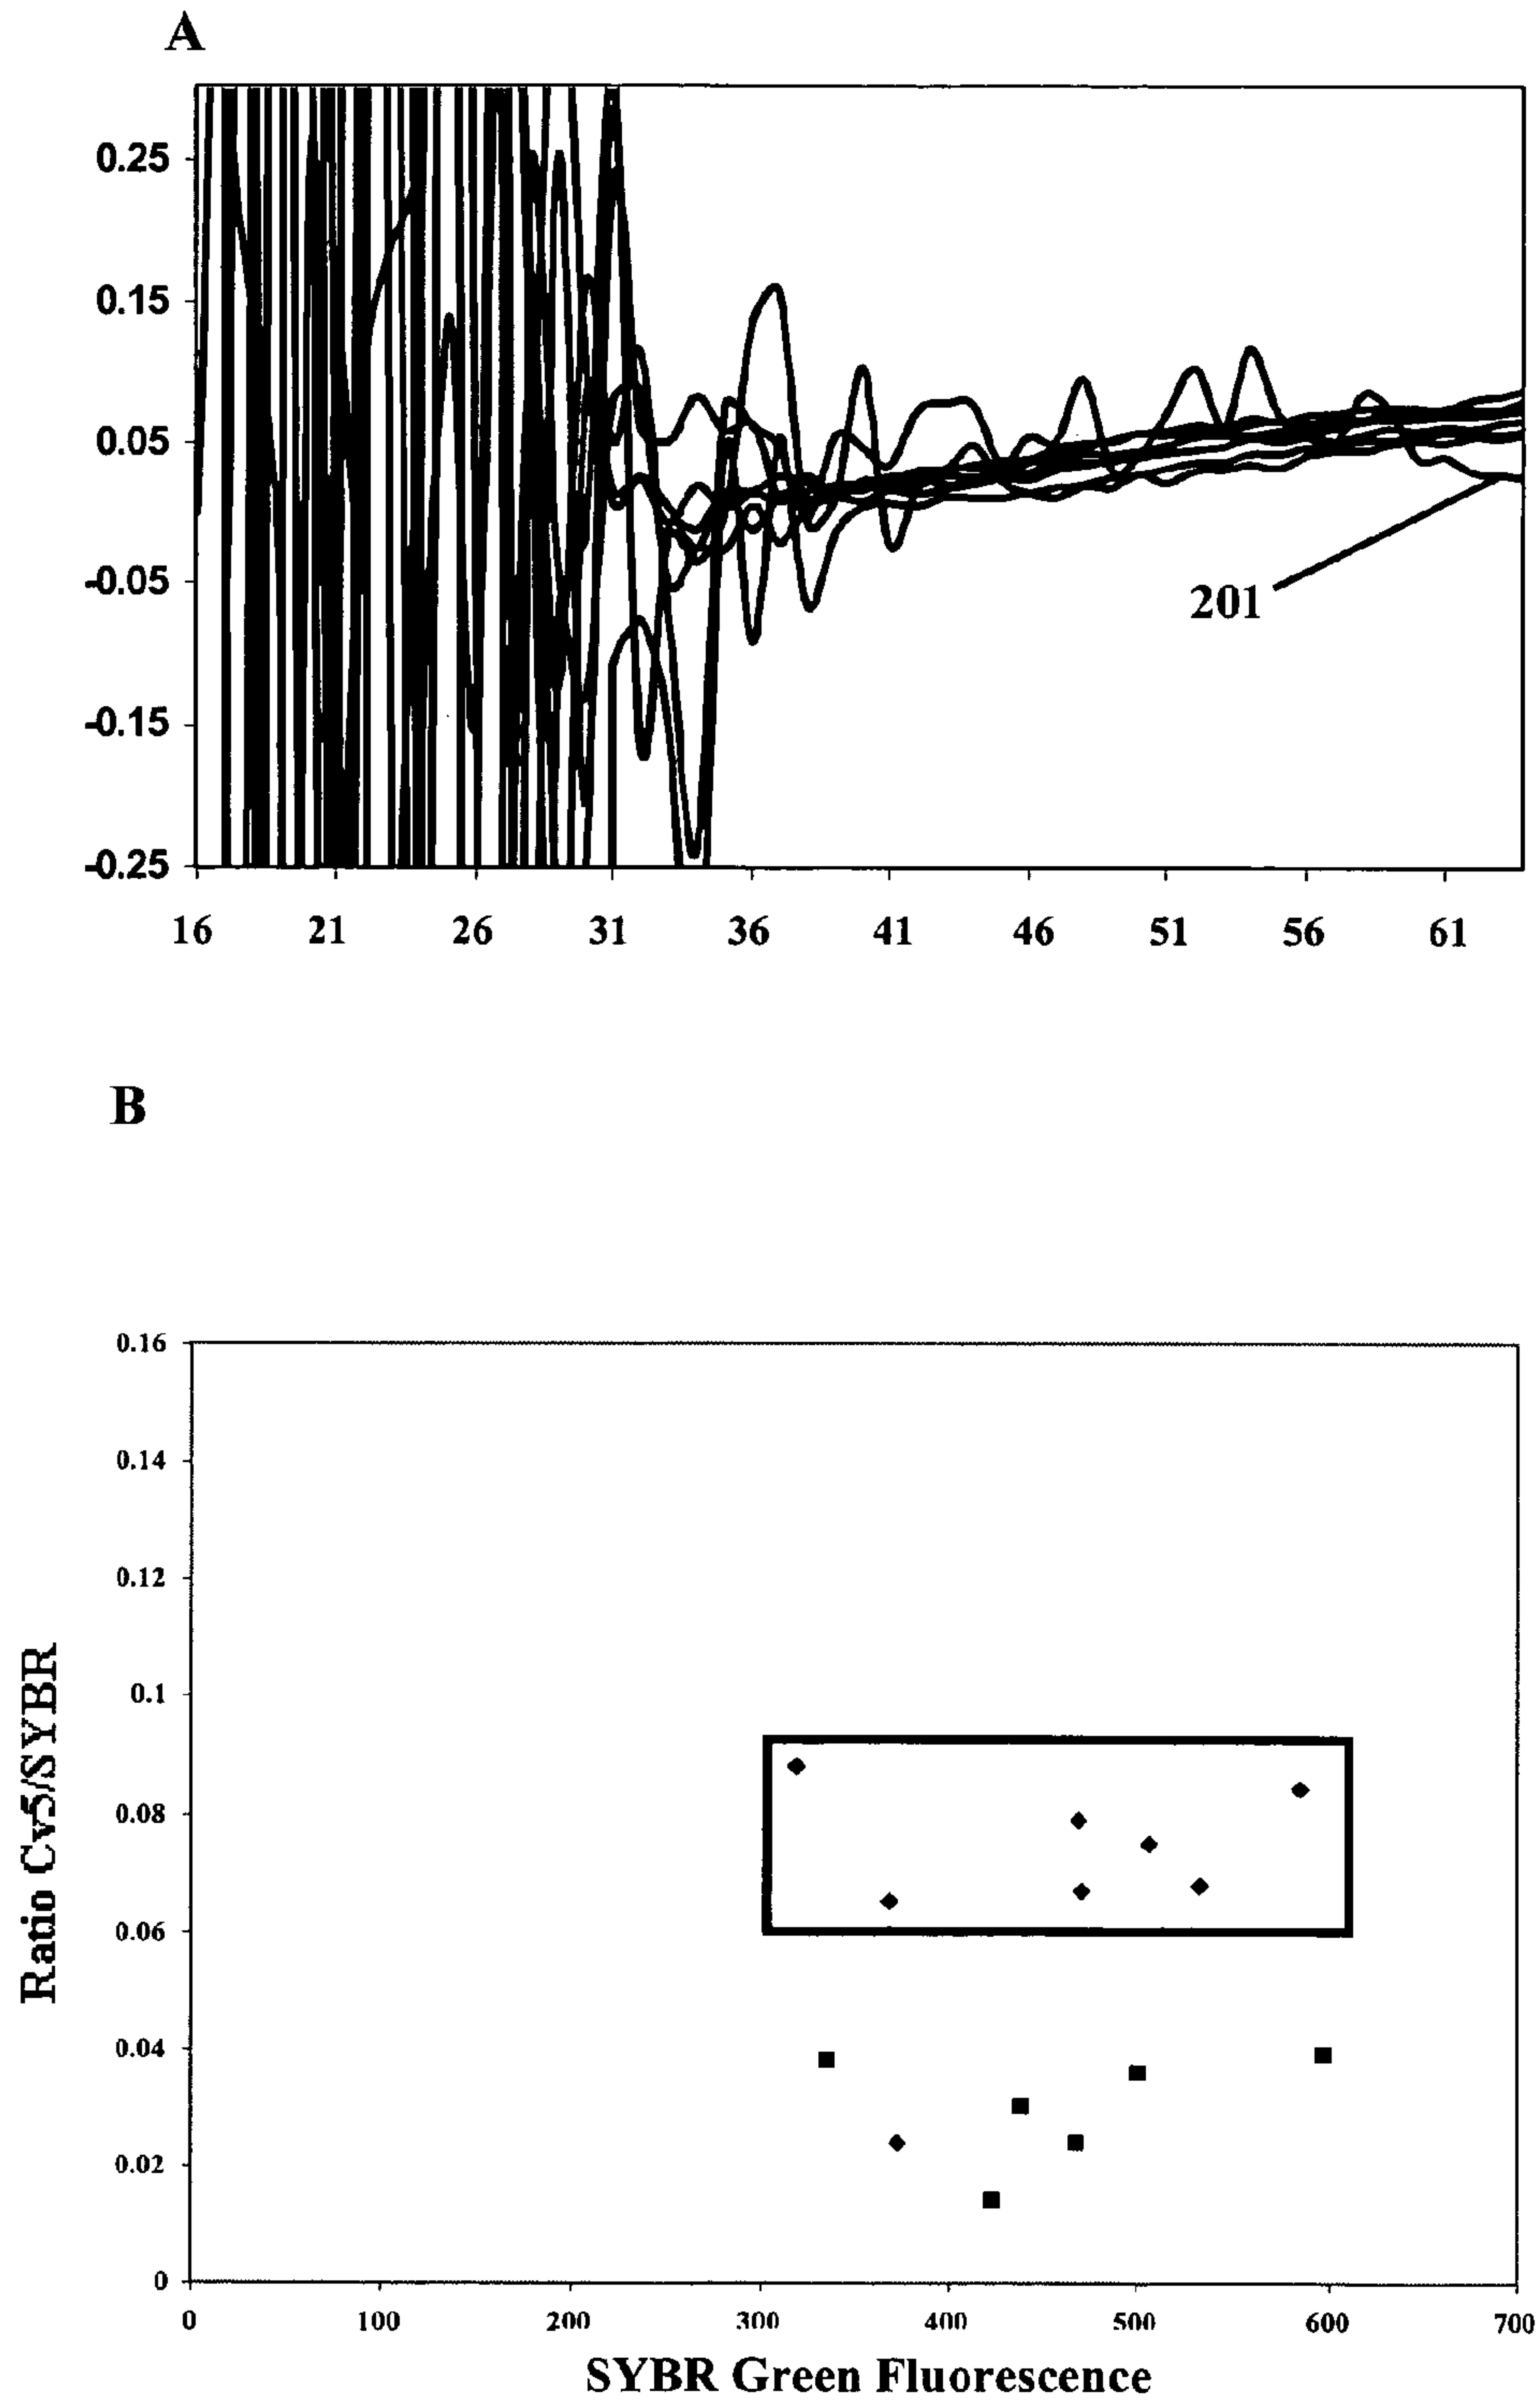 A
0.25
0.15
0.05
-0.05
201
-0.15
-0.25
16 21 26 31 36 41 46 51 56 61
B
0.16
0.14
0.12
0.1
0.08
0.06
0.04
0.02
0
Ratio Cy5/SYBR
0 100 200 300 400 500 600 700
SYBR Green Fluorescence